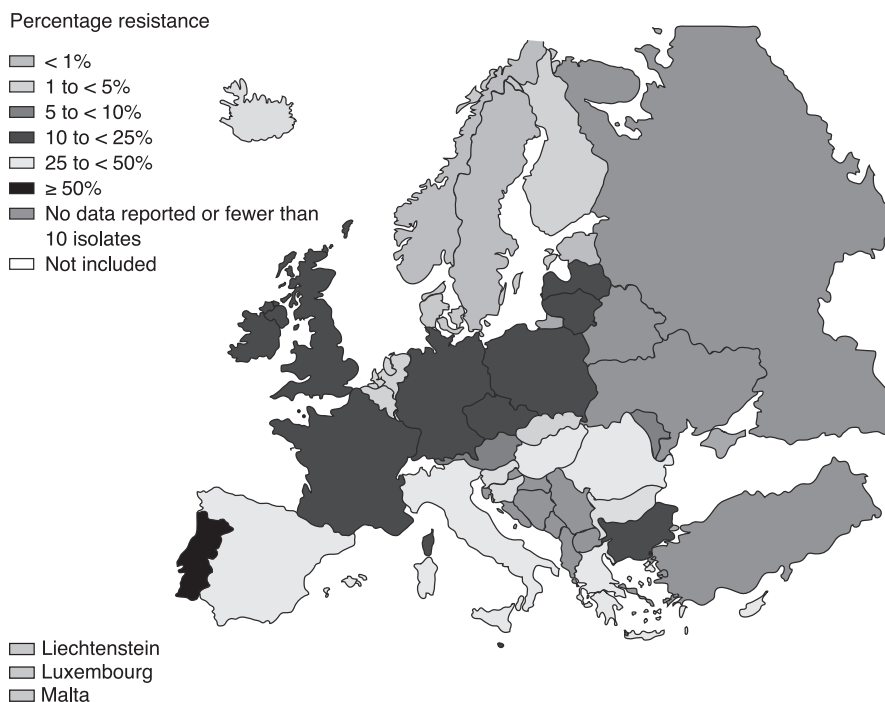 Percentage resistance
< 1%
1 to < 5%
5 to < 10%
10 to < 25%
25 to < 50%
≥ 50%
No data reported or fewer than
10 isolates
Not included
Liechtenstein
Luxembourg
Malta